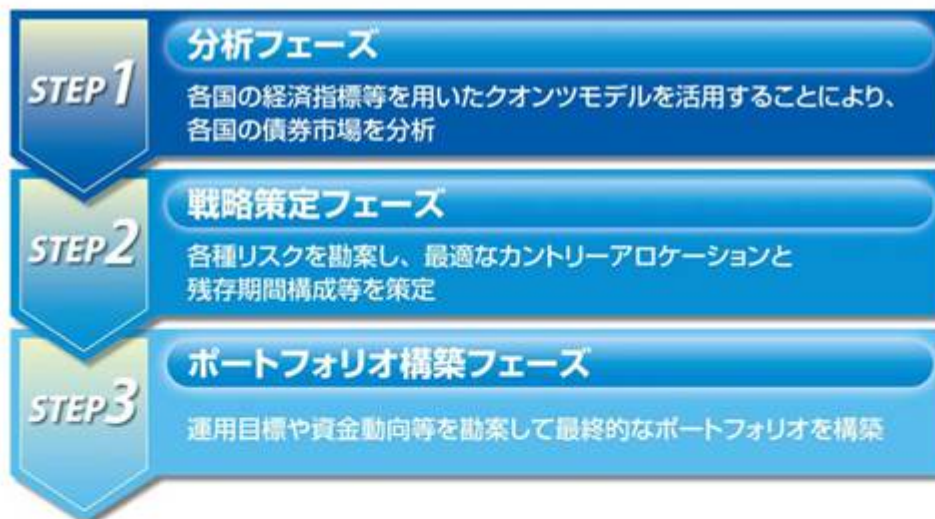 STEP1
分析フェーズ
各国の経済指標等を用いたクオンツモデルを活用することにより、
各国の債券市場を分析
STEP2
戦略策定フェーズ
各種リスクを勘案し、最適なカントリーアロケーションと
残存期間構成等を策定
STEP3
ポートフォリオ構築フェーズ
運用目標や資金動向等を勘案して最終的なポートフォリオを構築